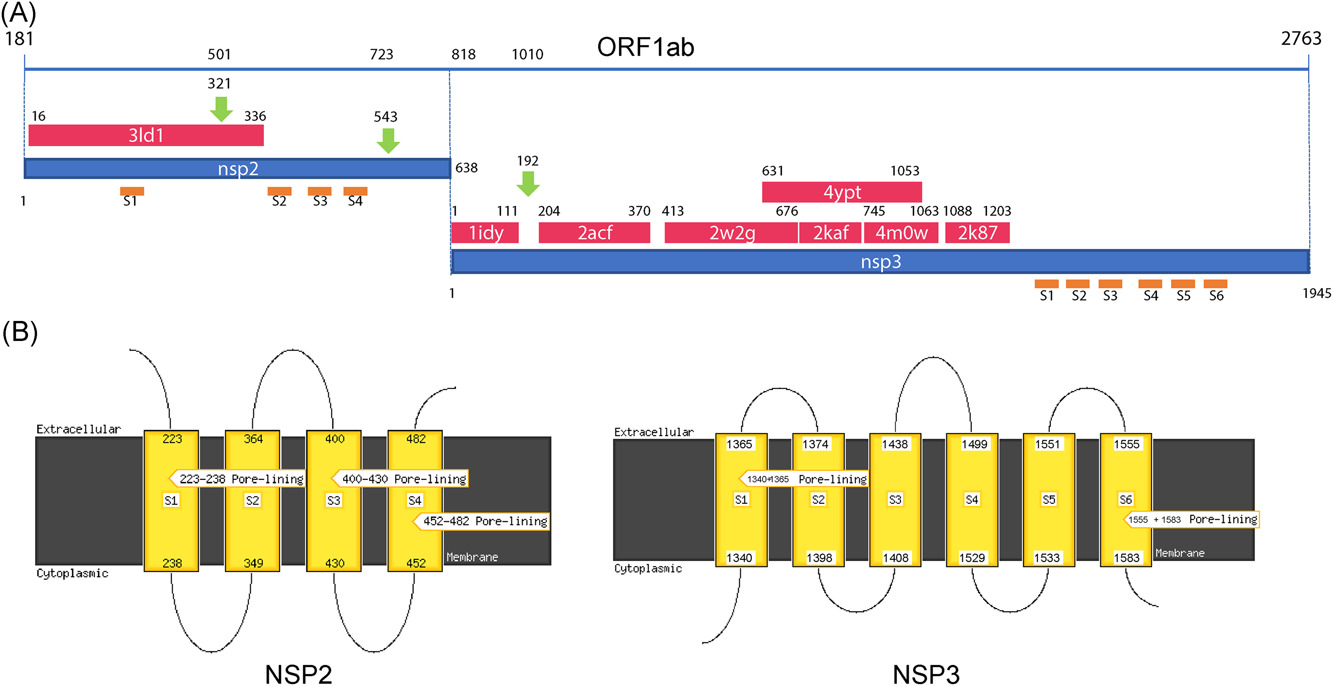 (A)
181 501 723 818 1010 ORF1ab 2763
321
16 336 543
3ld1
nsp2 638
1 S1 S2 S3 S4
192
631 1053
4ypt
1 111 204 370 413 676 745 1063 1088 1203
1idy 2acf 2w2g 2kaf 4m0w 2k87
nsp3
S1 S2 S3 S4 S5 S6
1 1945
(B)
Extracellular
223 364 400 482
223-238 Pore-lining 400-430 Pore-lining
S1 S2 S3 S4
452-482 Pore-lining
Membrane
238 349 430 452
Cytoplasmic
NSP2
Extracellular
1365 1374 1438 1499 1551 1555
1340+1365 Pore-lining
S1 S2 S3 S4 S5 S6
1555 + 1583 Pore-lining
Membrane
1340 1398 1408 1529 1533 1583
Cytoplasmic
NSP3